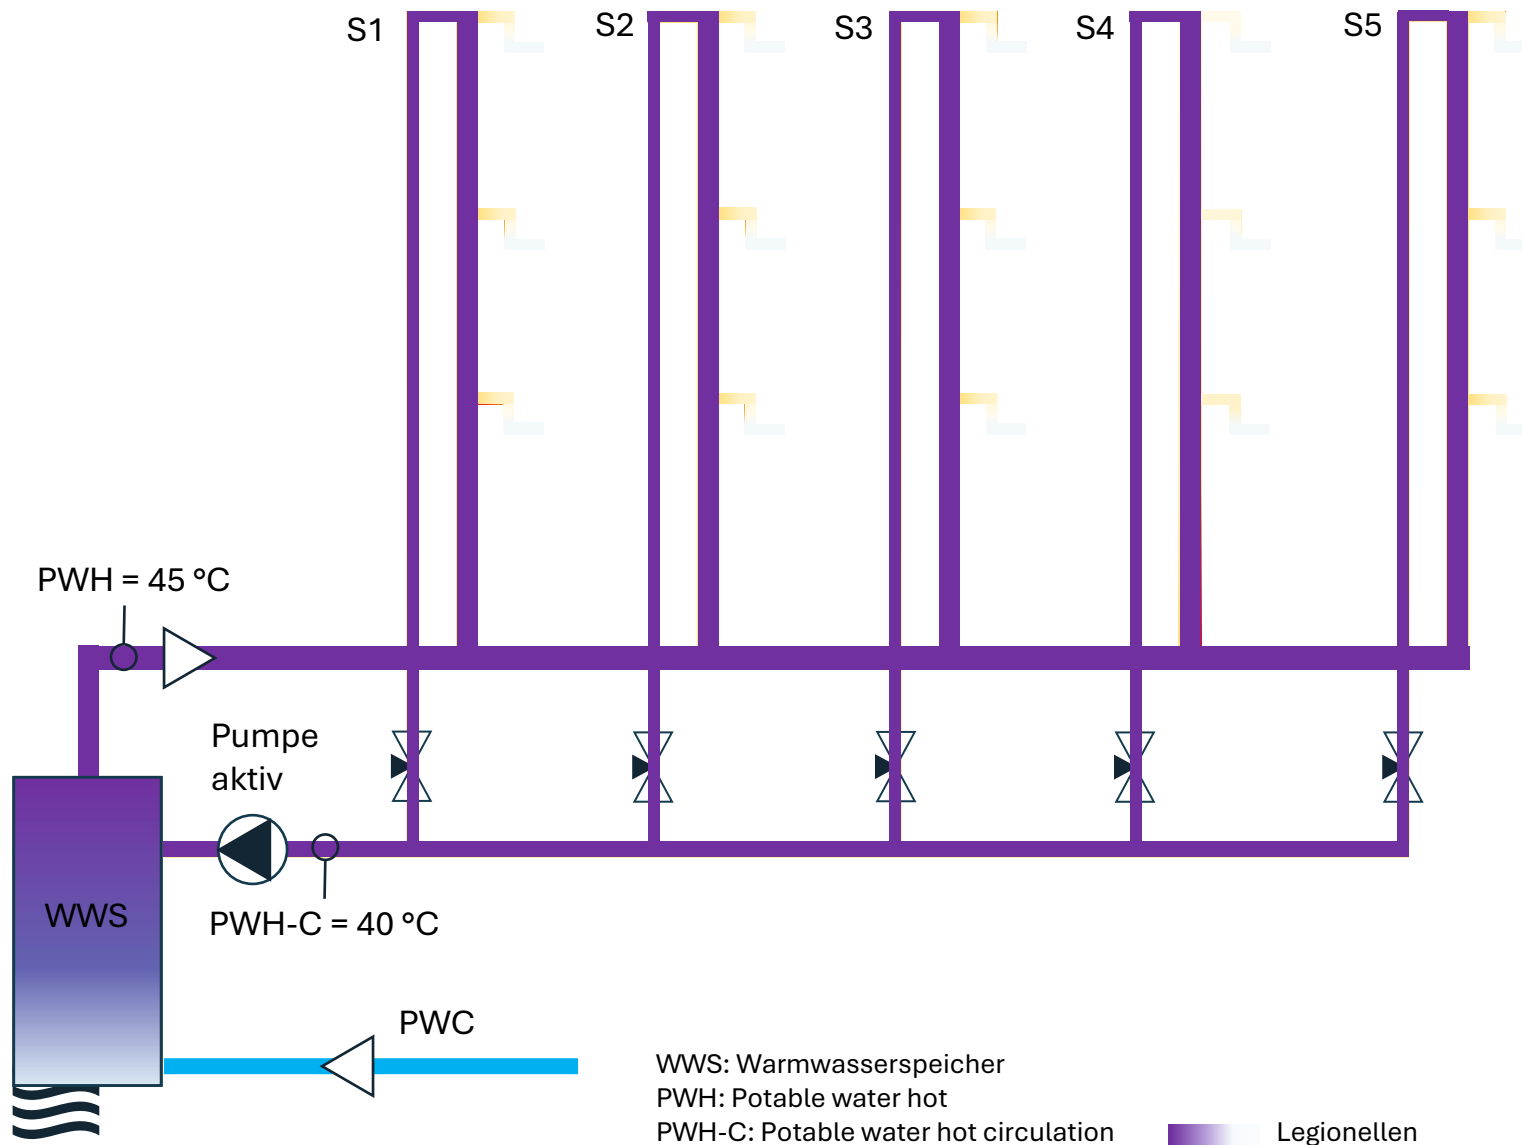 S1
S2
S3
S4
S5
PWH = 45 °C
Pumpe
aktiv
WWS
PWH-C = 40 °C
PWC
WWS: Warmwasserspeicher
PWH: Potable water hot
PWH-C: Potable water hot circulation
Legionellen